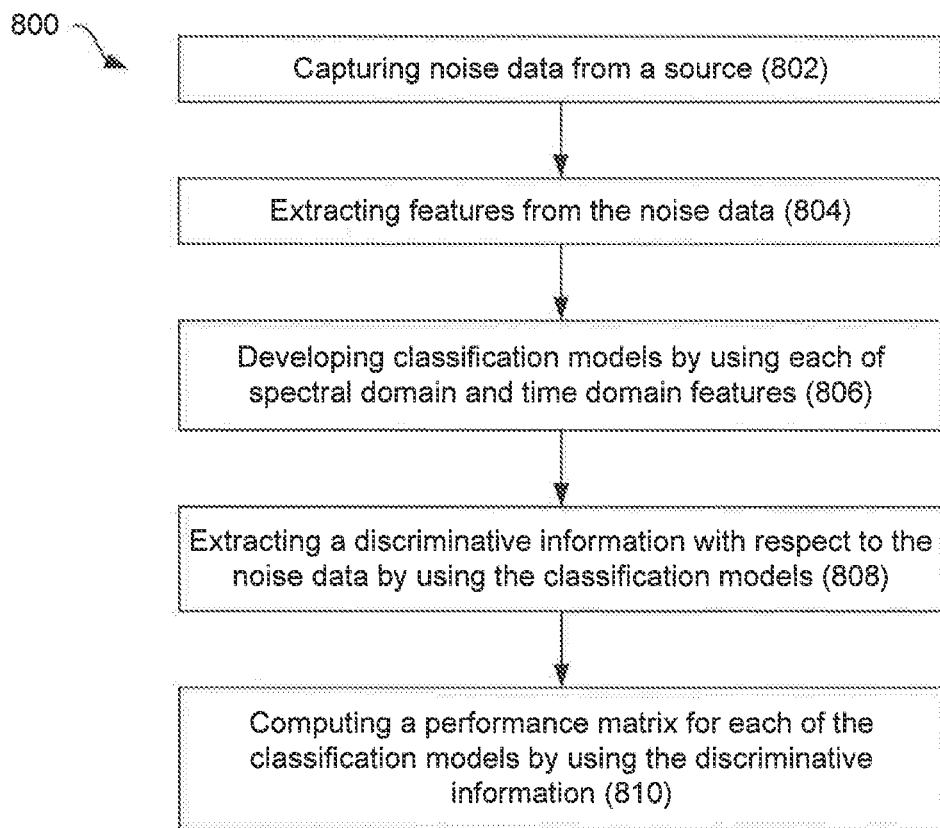 800
Capturing noise data from a source (802)
Extracting features from the noise data (804)
Developing classification models by using each of
spectral domain and time domain features (806)
Extracting a discriminative information with respect to the
noise data by using the classification models (808)
Computing a performance matrix for each of the
classification models by using the discriminative
information (810)